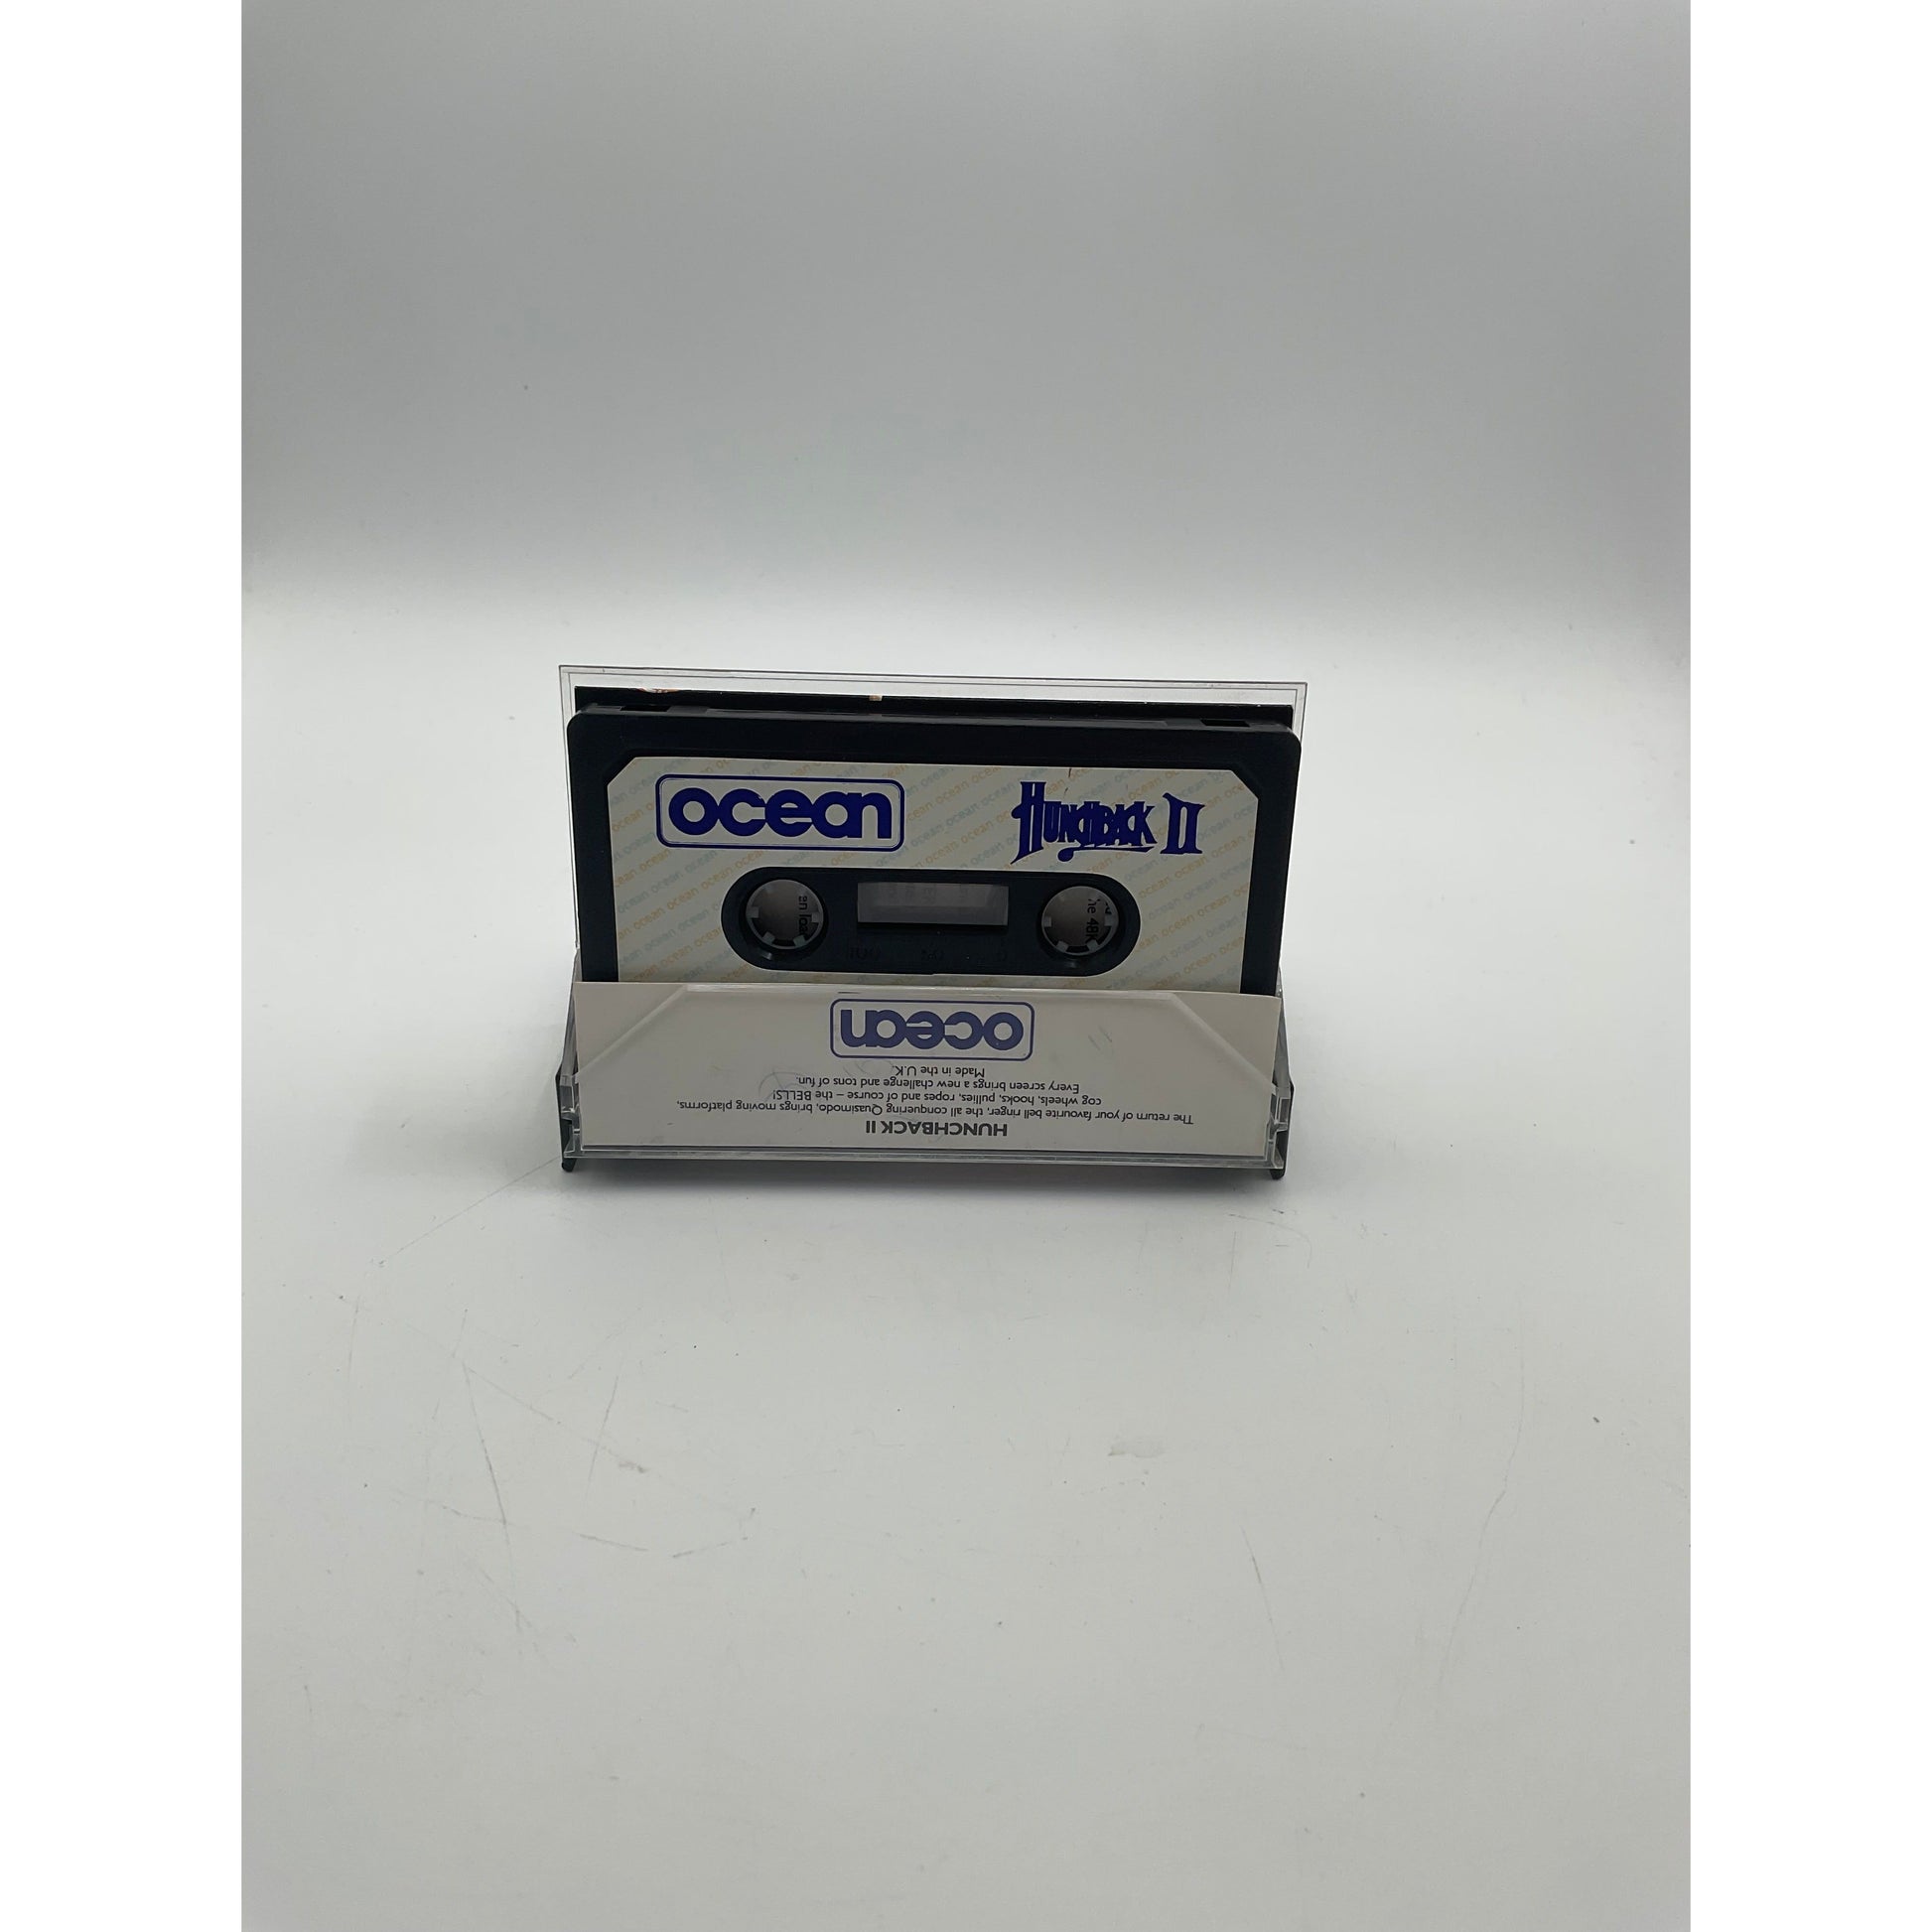 ocean
HUNCHBACK II
48K
HUNCHBACK II
The return of your favourite bell ringer, the all conquering Quasimodo, brings moving platforms,
cog wheels, hooks, pullies, ropes and of course – the BELLS!
Every screen brings a new challenge and tons of fun.
Made in the U.K.
ocean